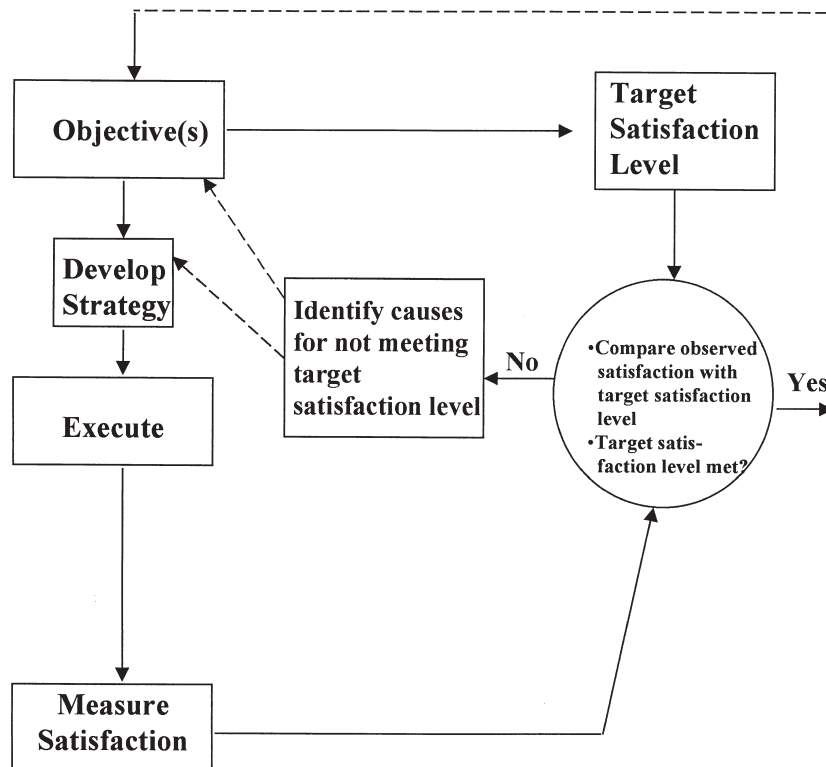 Objective(s)
Target
Satisfaction
Level
Develop
Strategy
Identify causes
for not meeting
target
satisfaction level
No
•Compare observed
satisfaction with
target satisfaction
level
•Target satis-
faction level met?
Yes
Execute
Measure
Satisfaction